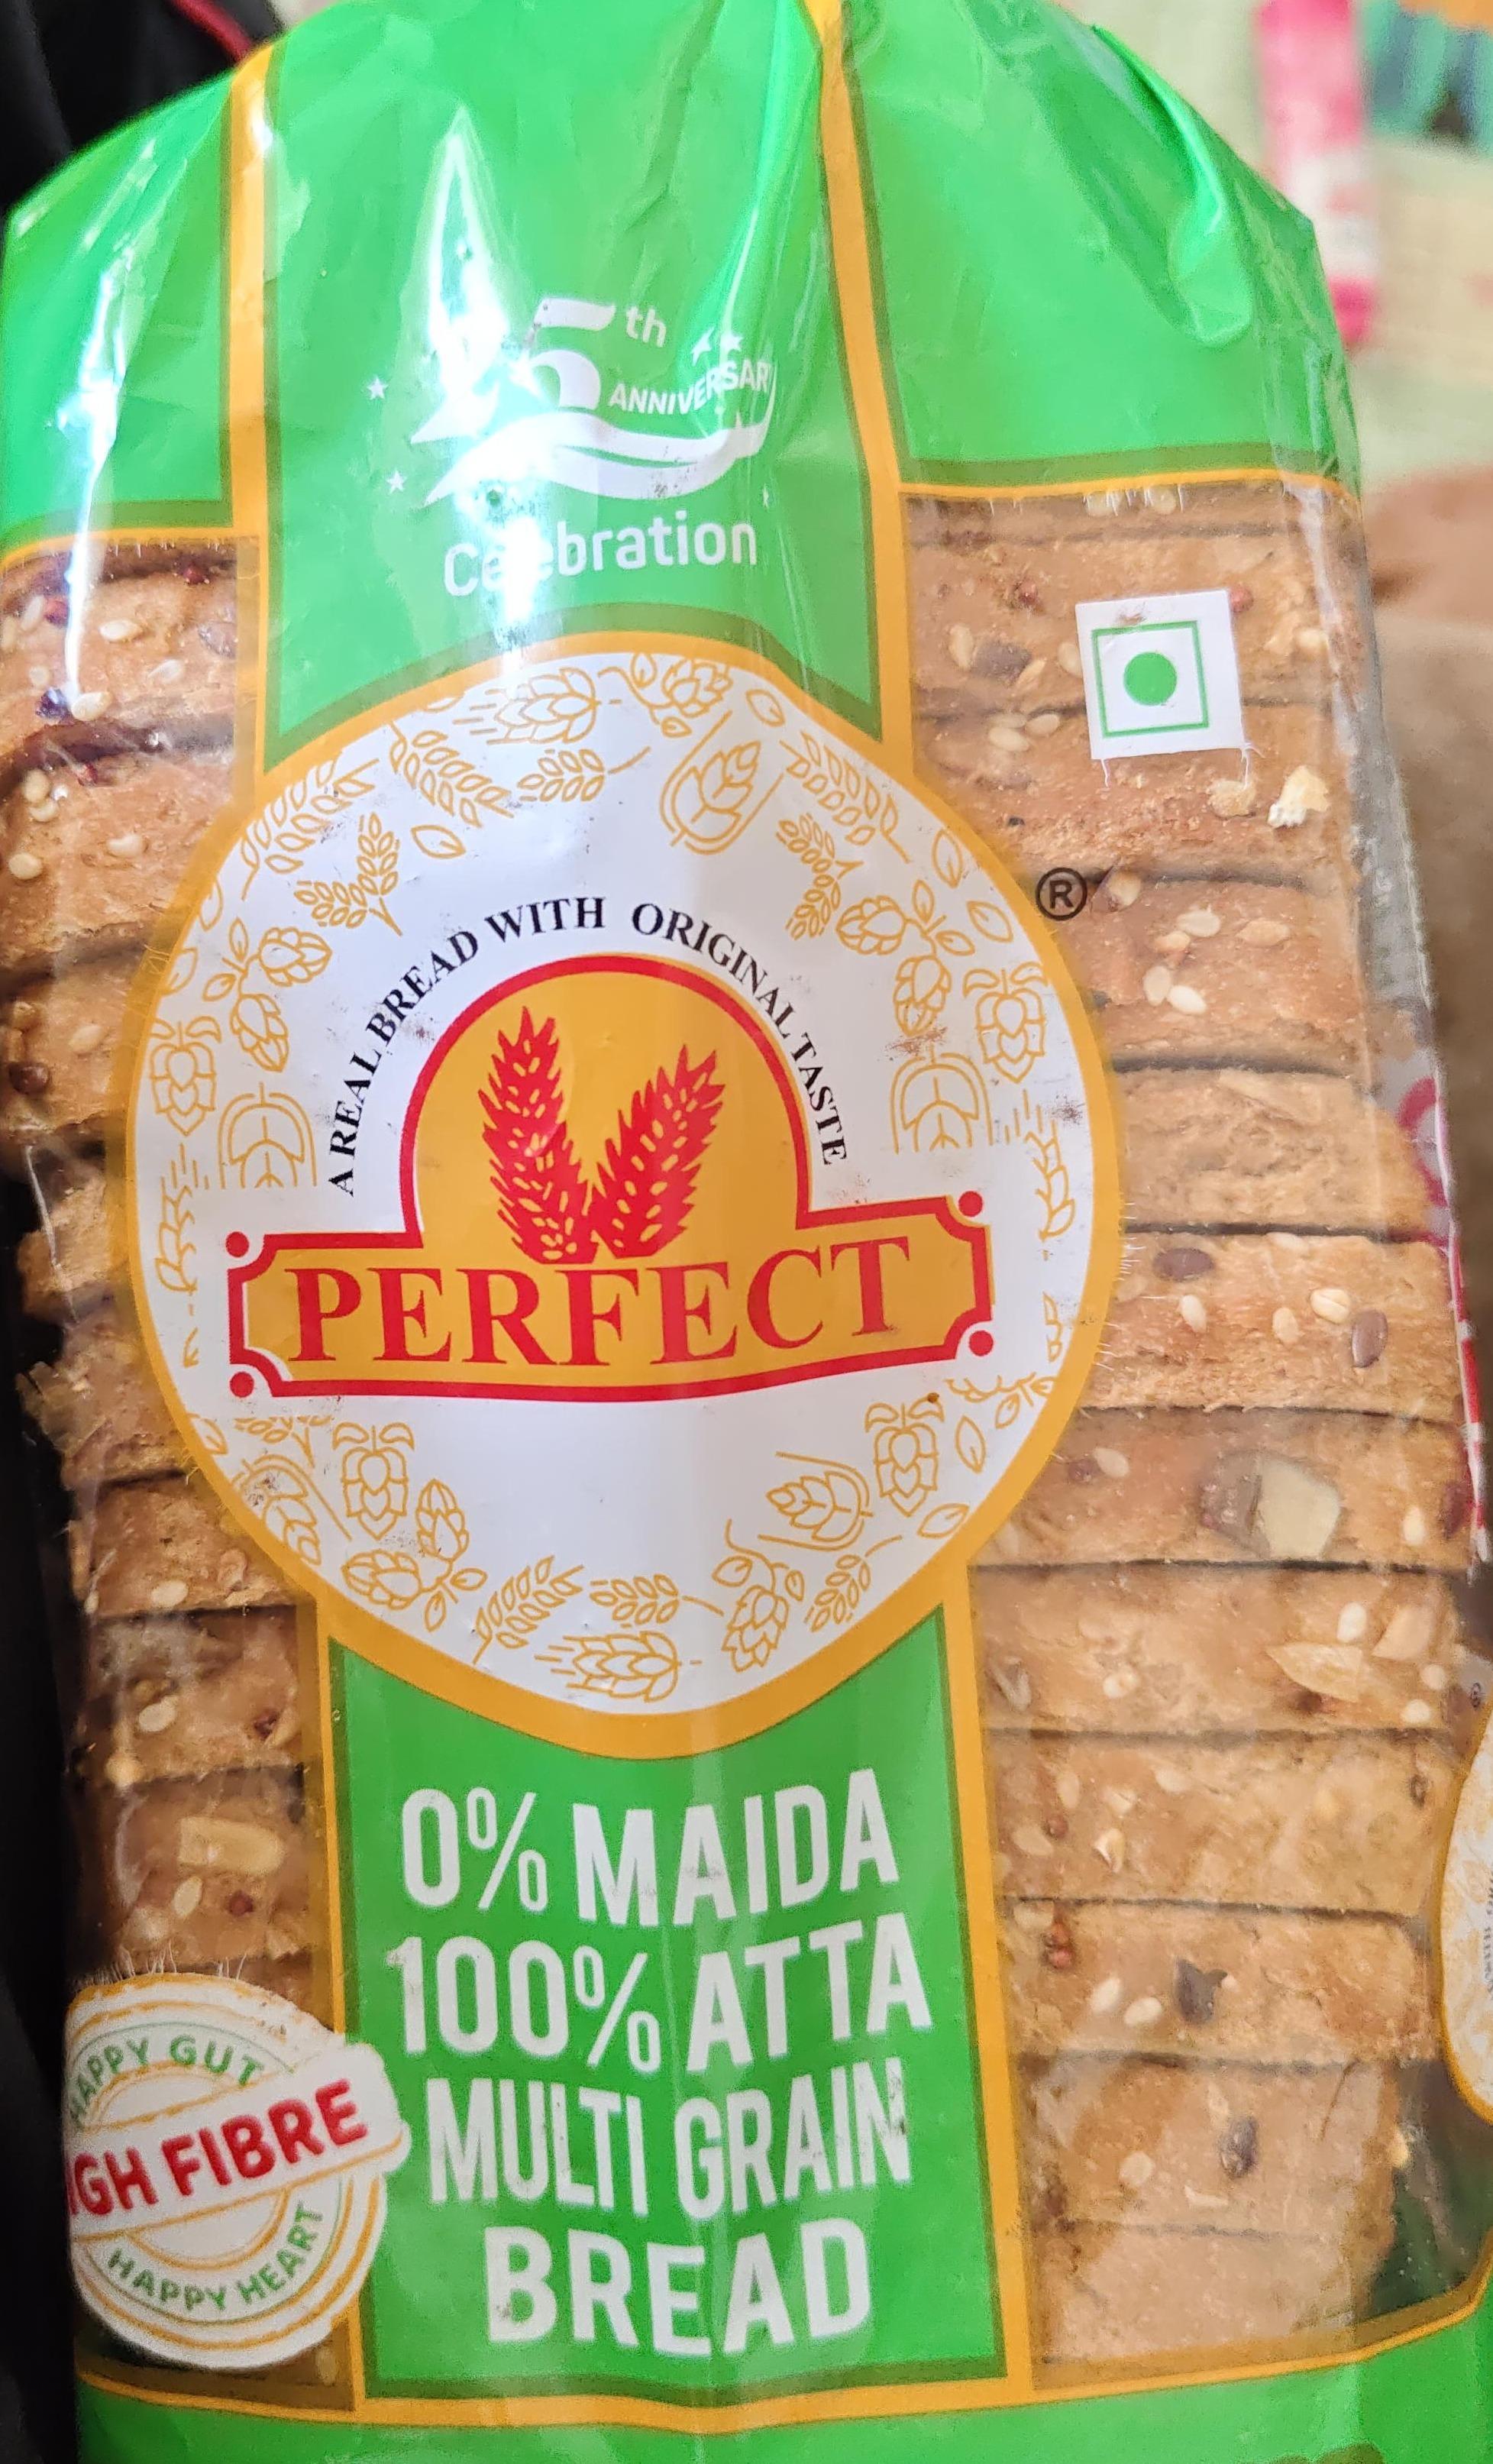 th
ANNIVERSARY
Celebration
A REAL BREAD WITH ORIGINAL TASTE
®
PERFECT
0% MAIDA
100% ATTA
MULTI GRAIN
BREAD
HAPPY GUT
HIGH FIBRE
HAPPY HEART